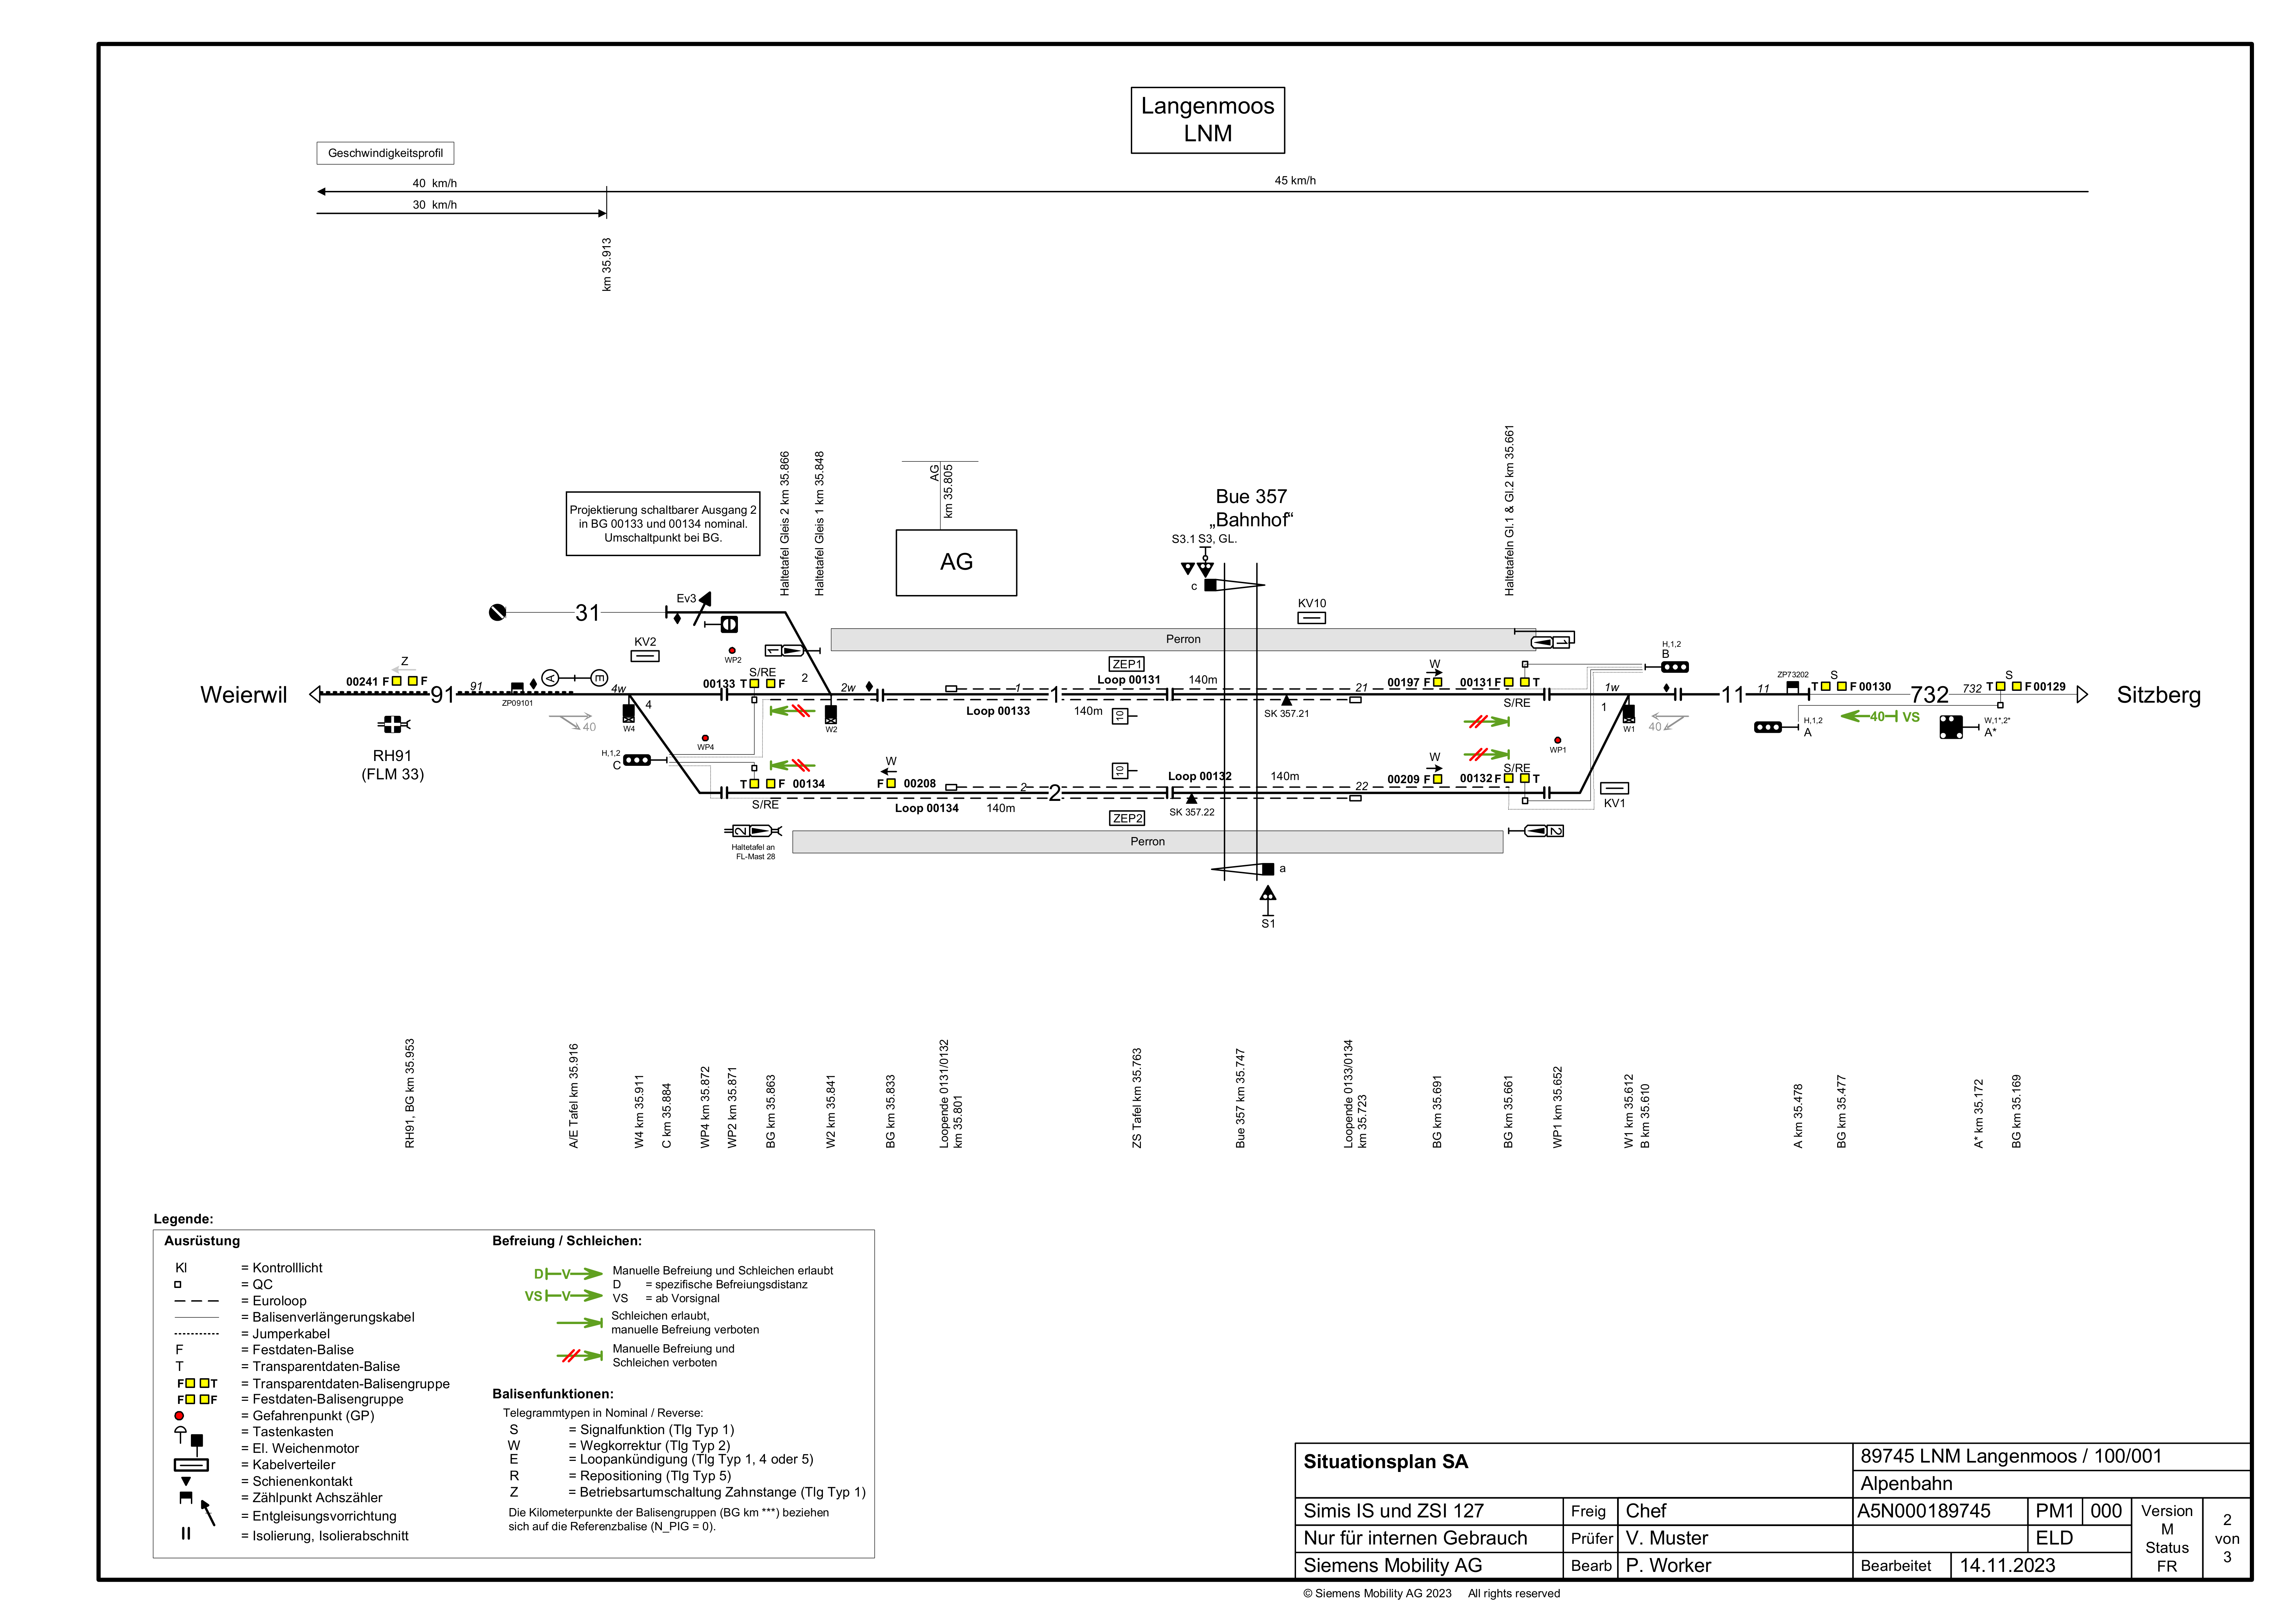 Langenmoos
LNM
Geschwindigkeitsprofil
40 km/h
45 km/h
30 km/h
km 35.913
Haltetafel Gleis 2 km 35.866
Haltetafel Gleis 1 km 35.848
AG
km 35.805
Haltetafeln Gl.1 & Gl.2 km 35.661
Projektierung schaltbarer Ausgang 2
in BG 00133 und 00134 nominal.
Umschaltpunkt bei BG.
AG
Bue 357
„Bahnhof“
S3.1 S3, GL.
c
Ev3
31
KV10
KV2
Perron
WP2
1
1
H,1,2
B
Z
00241 F F
A
E
ZEP1
W
S/RE
00133 T F
2
Loop 00131
140m
00197 F
00131 F T
ZP73202
S
T F 00130
S
T F 00129
Weierwil
91
91
ZP09101
4w
2w
1
1
21
1w
11
11
732
732
Sitzberg
4
Loop 00133
140m
10
SK 357.21
S/RE
1
40
W4
W2
W1
40
40 VS
H,1,2
A
W,1*,2*
A*
RH91
(FLM 33)
WP4
WP1
H,1,2
C
W
10
Loop 00132
140m
W
S/RE
T F 00134
F 00208
00209 F
00132 F T
2
2
22
S/RE
Loop 00134
140m
SK 357.22
KV1
ZEP2
2
Haltetafel an
FL-Mast 28
Perron
2
a
S1
RH91, BG km 35.953
A/E Tafel km 35.916
W4 km 35.911
C km 35.884
WP4 km 35.872
WP2 km 35.871
BG km 35.863
W2 km 35.841
BG km 35.833
Loopende 0131/0132
km 35.801
ZS Tafel km 35.763
Bue 357 km 35.747
Loopende 0133/0134
km 35.723
BG km 35.691
BG km 35.661
WP1 km 35.652
W1 km 35.612
B km 35.610
A km 35.478
BG km 35.477
A* km 35.172
BG km 35.169
Legende:
Ausrüstung
Kl = Kontrolllicht
= QC
= Euroloop
= Balisenverlängerungskabel
= Jumperkabel
F = Festdaten-Balise
T = Transparentdaten-Balise
F T = Transparentdaten-Balisengruppe
F F = Festdaten-Balisengruppe
= Gefahrenpunkt (GP)
= Tastenkasten
= El. Weichenmotor
= Kabelverteiler
= Schienenkontakt
= Zählpunkt Achszähler
= Entgleisungsvorrichtung
= Isolierung, Isolierabschnitt
Befreiung / Schleichen:
D V Manuelle Befreiung und Schleichen erlaubt
D = spezifische Befreiungsdistanz
VS V VS = ab Vorsignal
Schleichen erlaubt,
manuelle Befreiung verboten
Manuelle Befreiung und
Schleichen verboten
Balisenfunktionen:
Telegrammtypen in Nominal / Reverse:
S = Signalfunktion (Tlg Typ 1)
W = Wegkorrektur (Tlg Typ 2)
E = Loopankündigung (Tlg Typ 1, 4 oder 5)
R = Repositioning (Tlg Typ 5)
Z = Betriebsartumschaltung Zahnstange (Tlg Typ 1)
Die Kilometerpunkte der Balisengruppen (BG km ***) beziehen
sich auf die Referenzbalise (N_PIG = 0).
Situationsplan SA
89745 LNM Langenmoos / 100/001
Alpenbahn
Simis IS und ZSI 127
Freig Chef
A5N000189745 PM1 000
Nur für internen Gebrauch
Prüfer V. Muster
ELD
Siemens Mobility AG
Bearb P. Worker
Bearbeitet 14.11.2023
Version
M
Status
FR
2
von
3
© Siemens Mobility AG 2023 All rights reserved